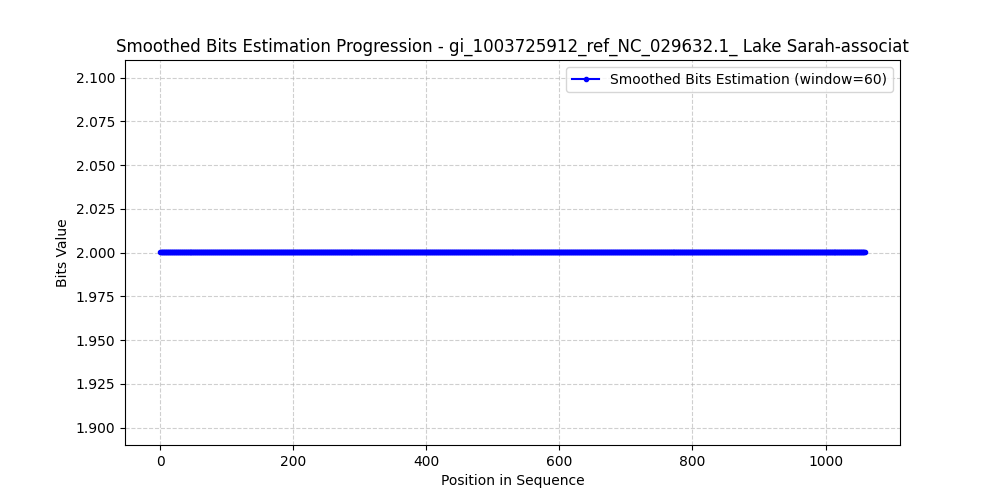 Smoothed Bits Estimation Progression - gi_1003725912_ref_NC_029632.1_ Lake Sarah-associat
Smoothed Bits Estimation (window=60)
2.100
2.075
2.050
2.025
2.000
1.975
1.950
1.925
1.900
Bits Value
0 200 400 600 800 1000
Position in Sequence